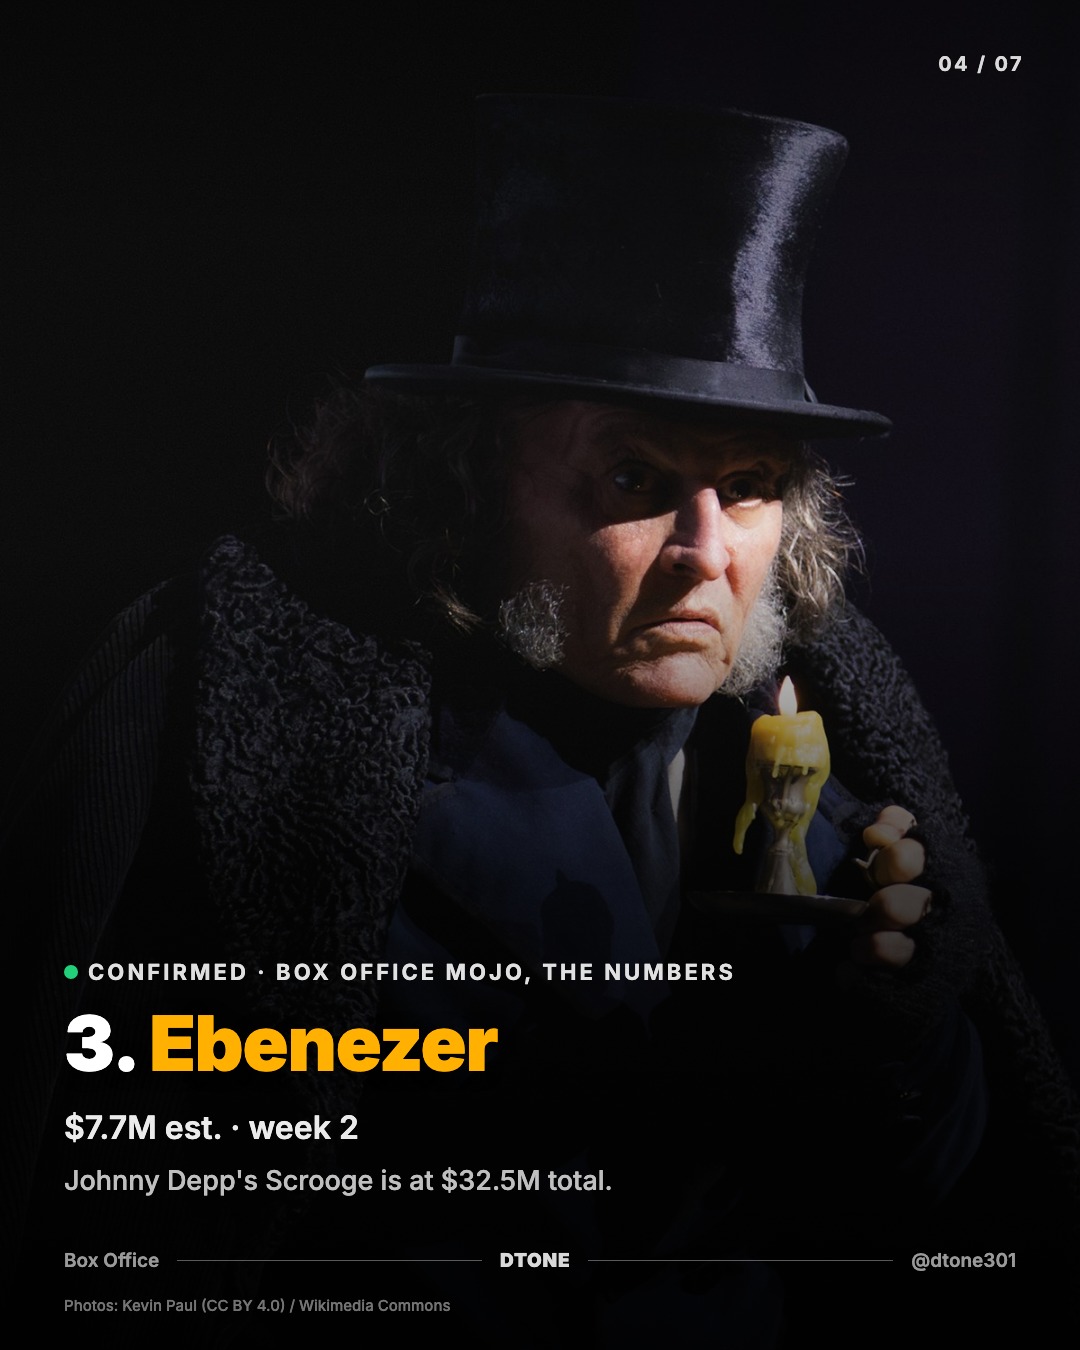 04 / 07
CONFIRMED · BOX OFFICE MOJO, THE NUMBERS
3. Ebenezer
$7.7M est. · week 2
Johnny Depp's Scrooge is at $32.5M total.
Box Office DTONE @dtone301
Photos: Kevin Paul (CC BY 4.0) / Wikimedia Commons